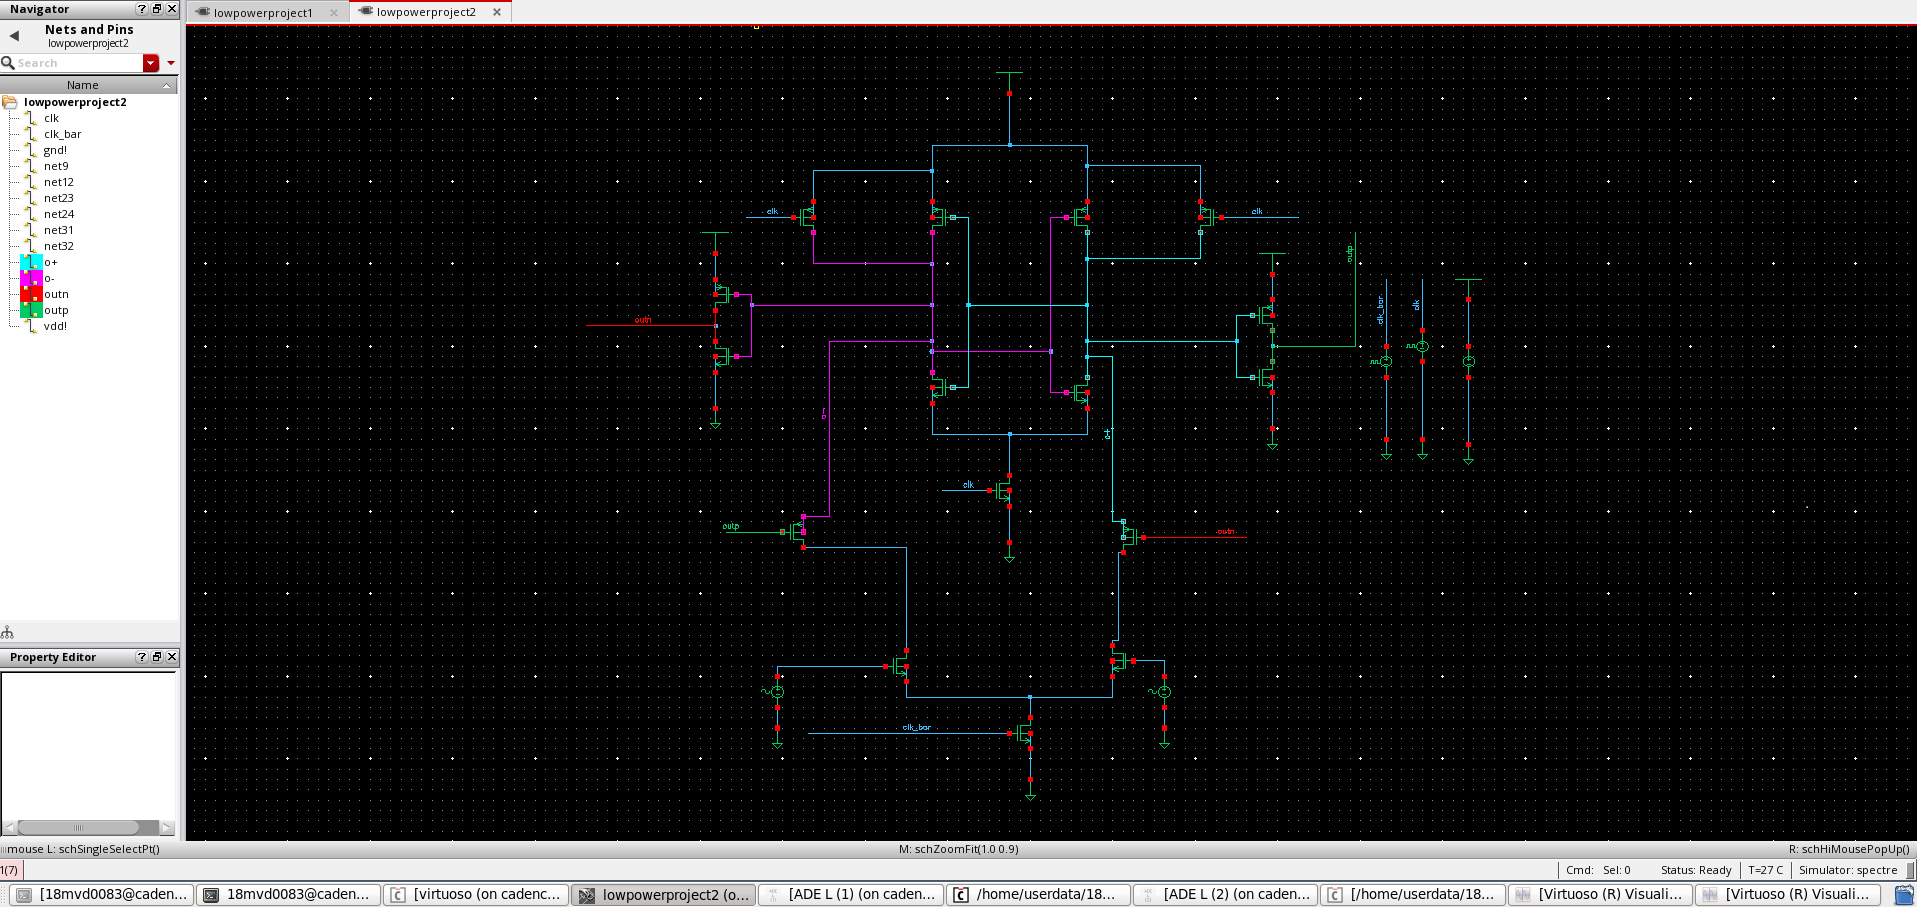 Navigator
lowpowerproject1
lowpowerproject2
Nets and Pins
lowpowerproject2
Search
Name
lowpowerproject2
clk
clk_bar
gnd!
net9
net12
net23
net24
net31
net32
o+
o-
outn
outp
vdd!
clk
clk
outp
clk_bar
clk
outn
o-
o+
clk
outp
outn
clk_bar
Property Editor
mouse L: schSingleSelectPt()
M: schZoomFit(1.0 0.9)
R: schHiMousePopUp()
1(7)
Cmd: Sel: 0
Status: Ready
T=27 C
Simulator: spectre
[18mvd0083@caden...
18mvd0083@caden...
[virtuoso (on cadenc...
lowpowerproject2 (o...
[ADE L (1) (on caden...
/home/userdata/18...
[ADE L (2) (on caden...
[/home/userdata/18...
[Virtuoso (R) Visuali...
[Virtuoso (R) Visuali...